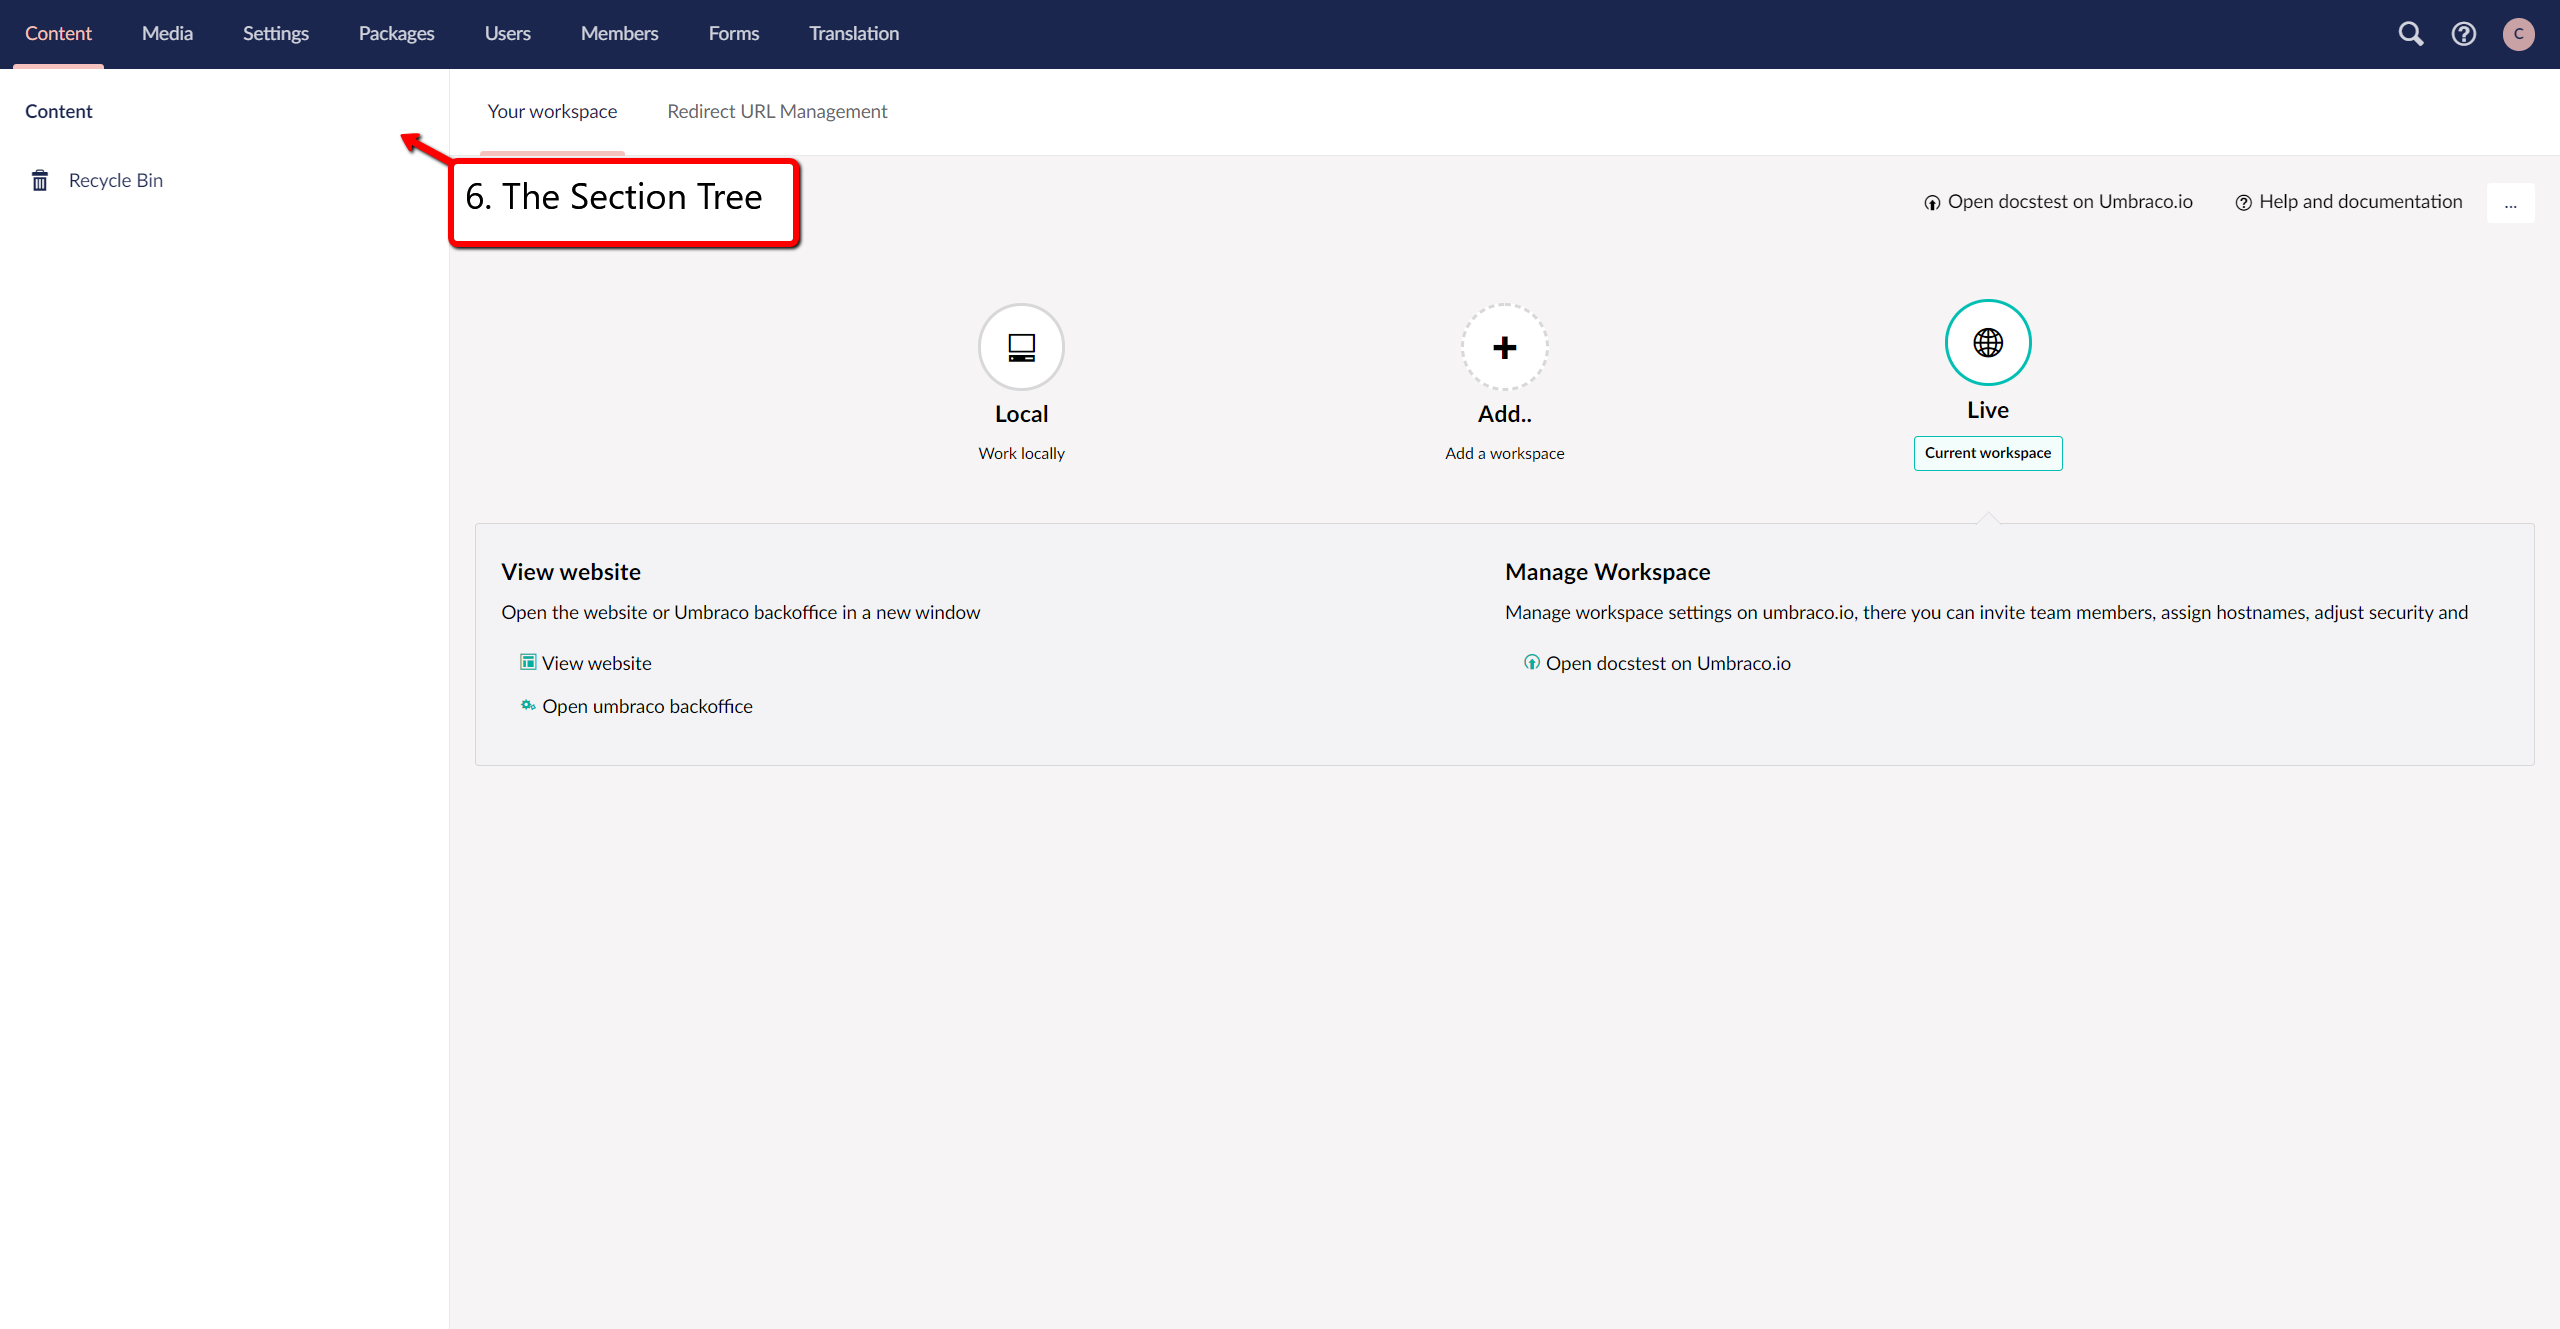 Content Media Settings Packages Users Members Forms Translation C
Content
Your workspace Redirect URL Management
Recycle Bin
6. The Section Tree
Open docstest on Umbraco.io Help and documentation ...
Local
Work locally
Add..
Add a workspace
Live
Current workspace
View website
Open the website or Umbraco backoffice in a new window
View website
Open umbraco backoffice
Manage Workspace
Manage workspace settings on umbraco.io, there you can invite team members, assign hostnames, adjust security and
Open docstest on Umbraco.io